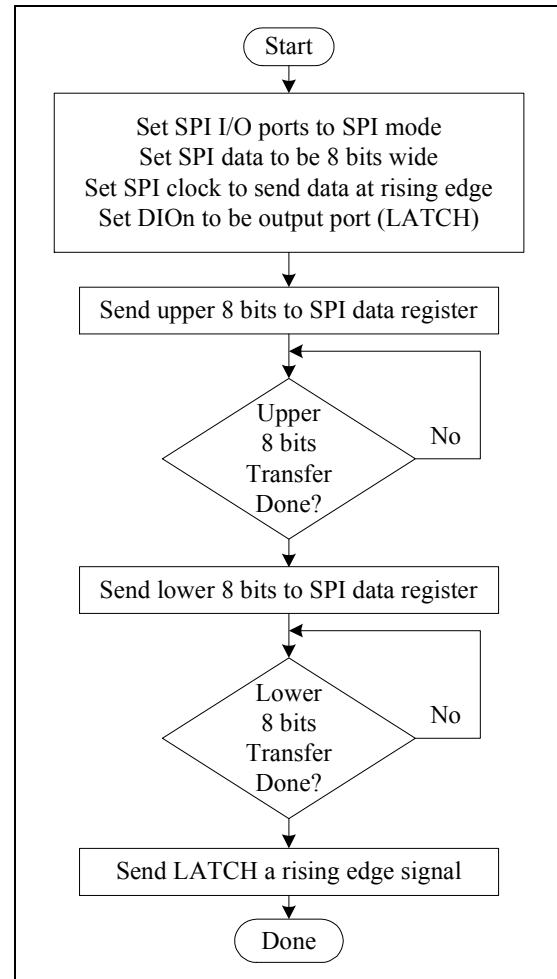 Start
Set SPI I/O ports to SPI mode
Set SPI data to be 8 bits wide
Set SPI clock to send data at rising edge
Set DIOn to be output port (LATCH)
Send upper 8 bits to SPI data register
Upper
8 bits
Transfer
Done?
No
Send lower 8 bits to SPI data register
Lower
8 bits
Transfer
Done?
No
Send LATCH a rising edge signal
Done